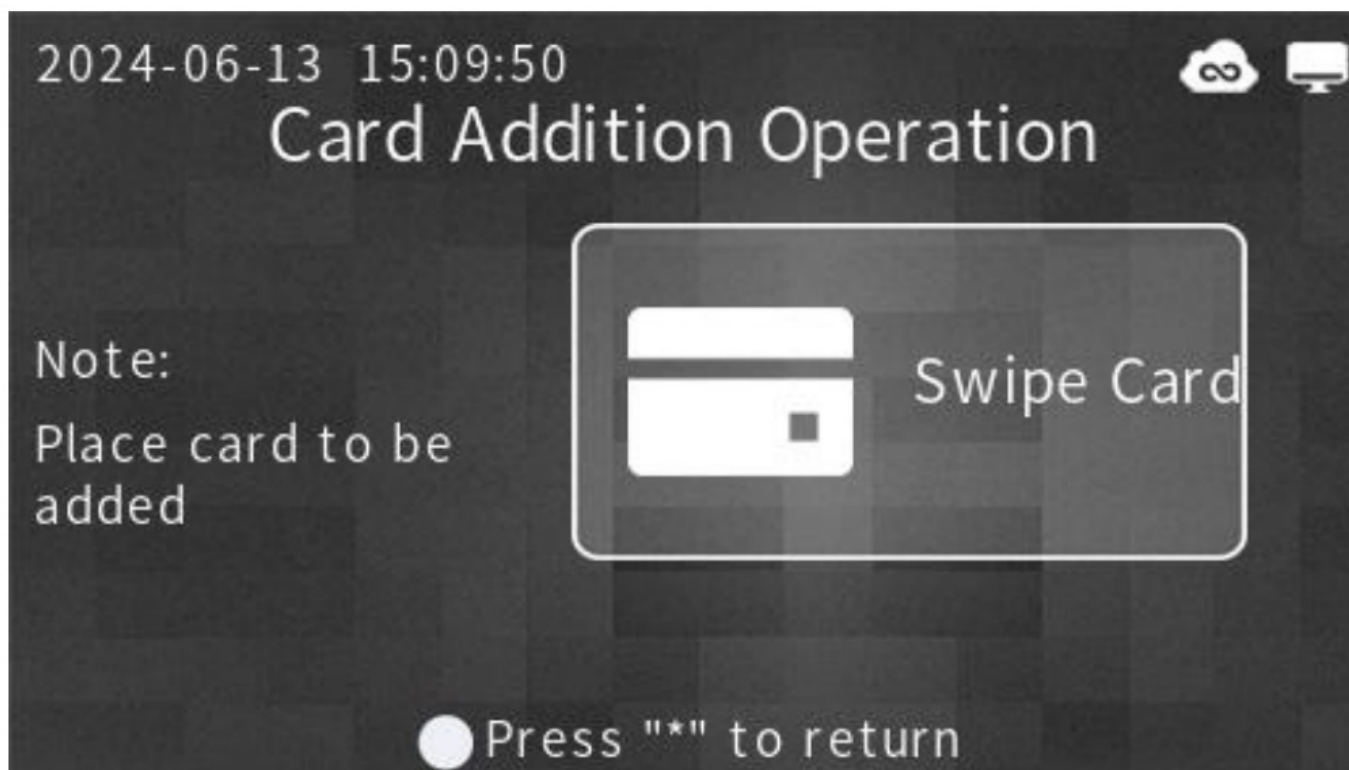 2024-06-13 15:09:50
Card Addition Operation
Note:
Place card to be
added
Swipe Card
Press "*" to return